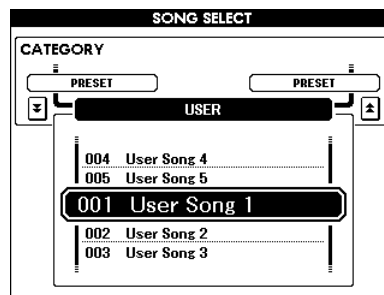 SONG SELECT
CATEGORY
PRESET PRESET
USER
004 User Song 4
005 User Song 5
001 User Song 1
002 User Song 2
003 User Song 3